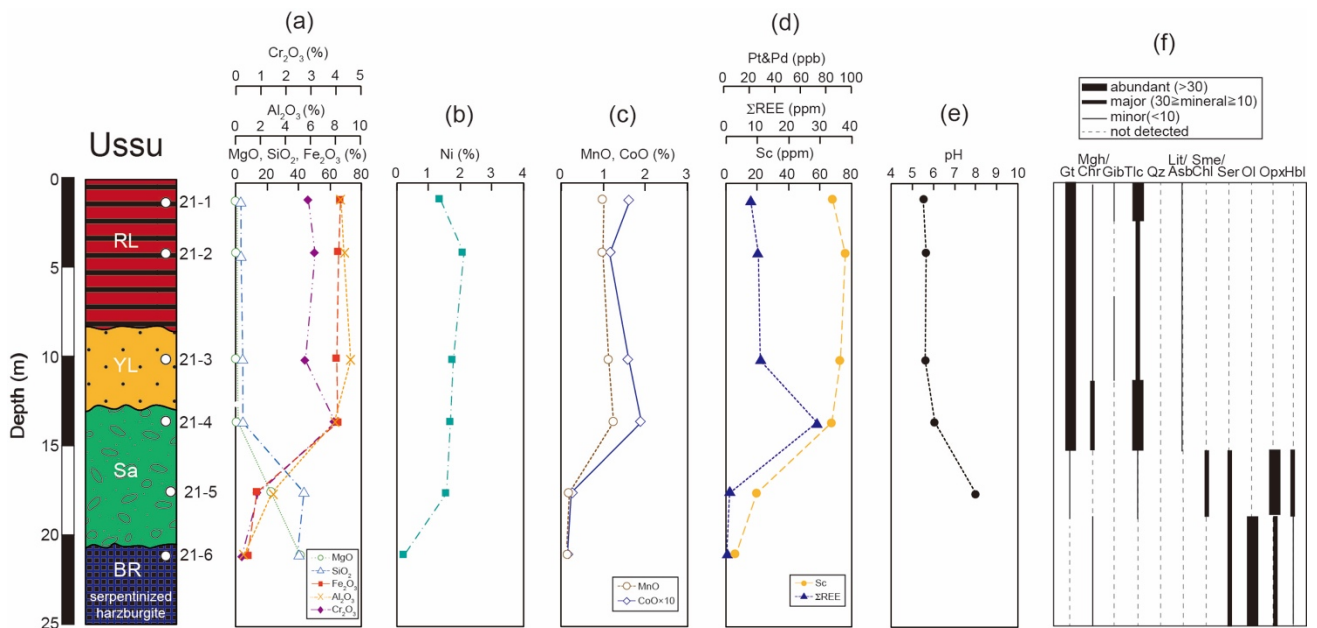 (a)
Cr₂O₃ (%)
0 1 2 3 4 5
Al₂O₃ (%)
0 2 4 6 8 10
MgO, SiO₂, Fe₂O₃ (%)
0 20 40 60 80 100
(b)
Ni (%)
0 1 2 3 4 5
(c)
MnO, CoO (%)
0 1 2 3 4 5
(d)
Pt&Pd (ppb)
0 20 40 60 80 100
ΣREE (ppm)
0 10 20 30 40
Sc (ppm)
0 20 40 60 80 100
(e)
pH
4 5 6 7 8 9 10
(f)
abundant (>30)
major (30≥mineral≥10)
minor(<10)
not detected
Gt Mgh/ Chr Gib Tlc Qz Lit/ Asb Sme/ Chl Ser Ol Opx Hbl
Ussu
Depth (m)
0
5
10
15
20
25
RL
YL
Sa
BR
serpentinized
harzburgite
21-1
21-2
21-3
21-4
21-5
21-6
MgO
SiO₂
Fe₂O₃
Al₂O₃
Cr₂O₃
MnO
CoO×10
Sc
ΣREE